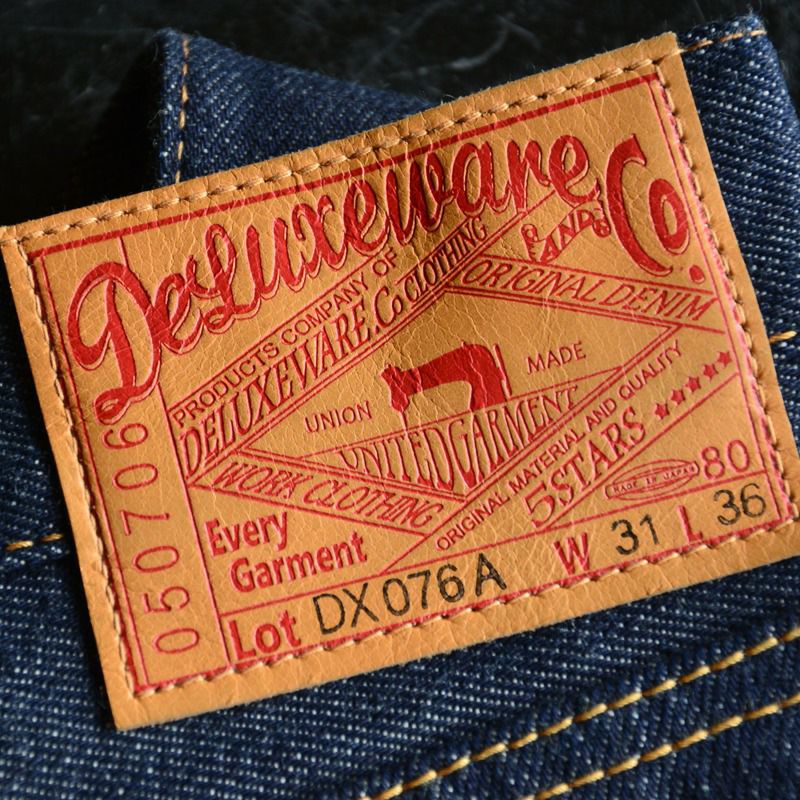 DeLuxeware
AND Co.
PRODUCTS COMPANY OF
DELUXEWARE.Co CLOTHING
ORIGINAL DENIM
UNION MADE
UNITEDGARMENT
WORK CLOTHING
ORIGINAL MATERIAL AND QUALITY
5STARS ★★★★★
MADE IN JAPAN
80
050706
Every
Garment
Lot DX076A W 31 L 36